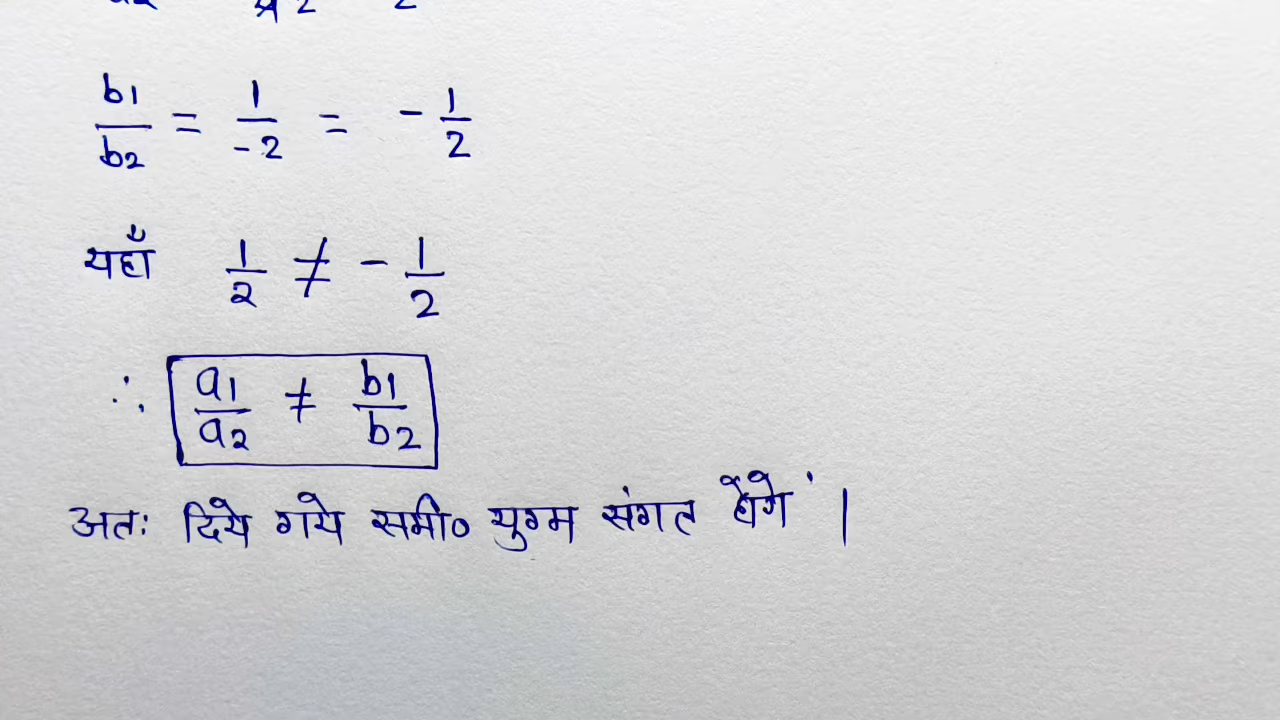 b1/b2 = 1/-2 = -1/2
यहाँ 1/2 ≠ -1/2
∴ a1/a2 ≠ b1/b2
अतः दिये गये समी० युग्म संगत होंगे ।